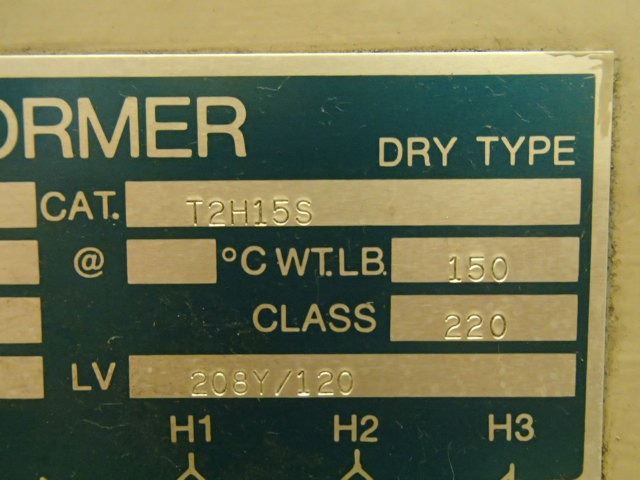 ORMER DRY TYPE
CAT. T2H15S
@ °C WT.LB. 150
CLASS 220
LV 208Y/120
H1 H2 H3